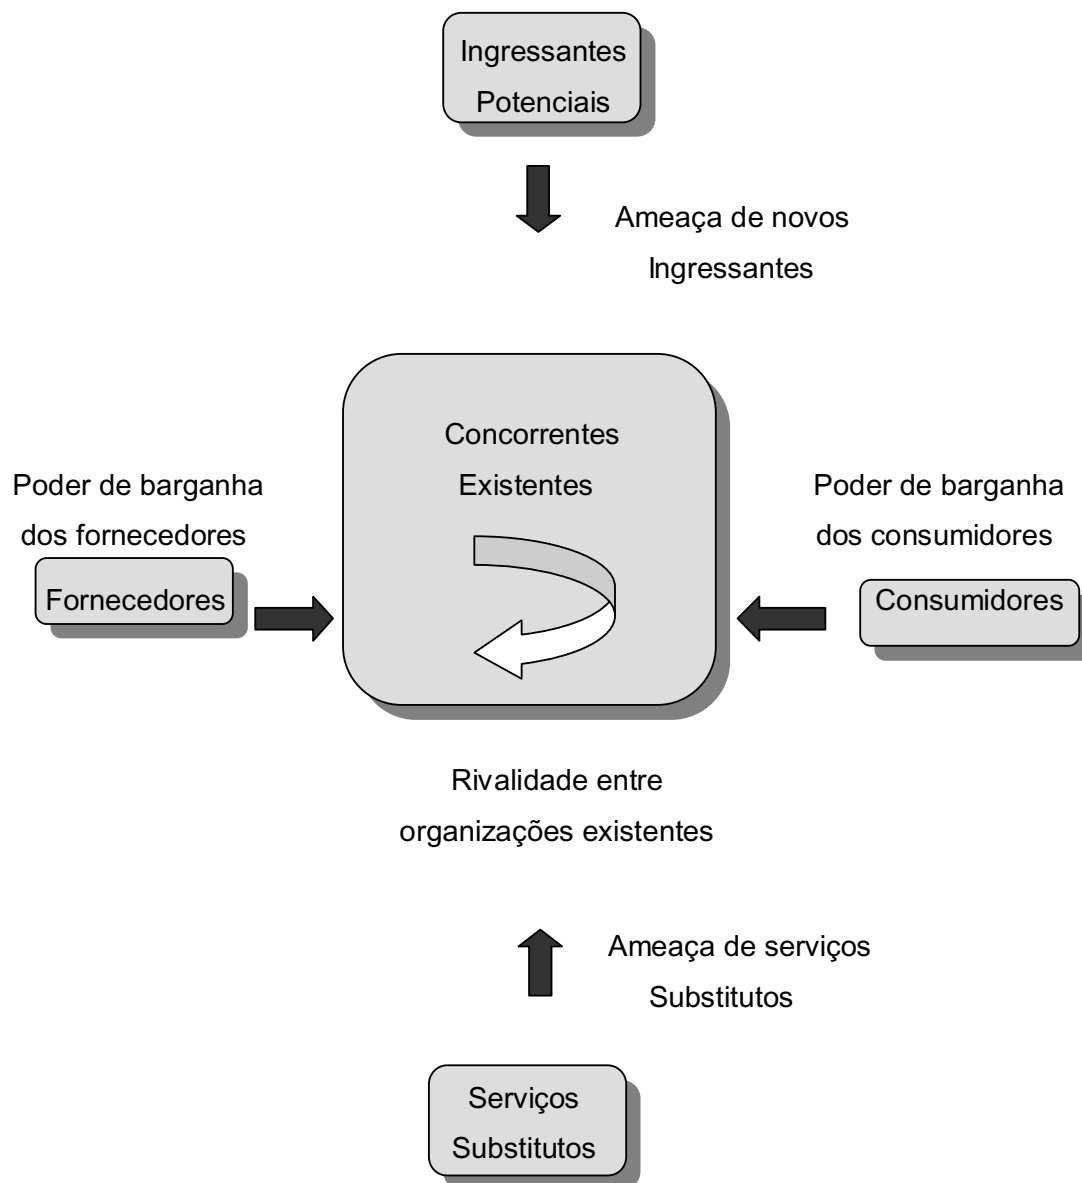 Ingressantes
Potenciais
Ameaça de novos
Ingressantes
Concorrentes
Existentes
Poder de barganha
dos fornecedores
Fornecedores
Poder de barganha
dos consumidores
Consumidores
Rivalidade entre
organizações existentes
Ameaça de serviços
Substitutos
Serviços
Substitutos